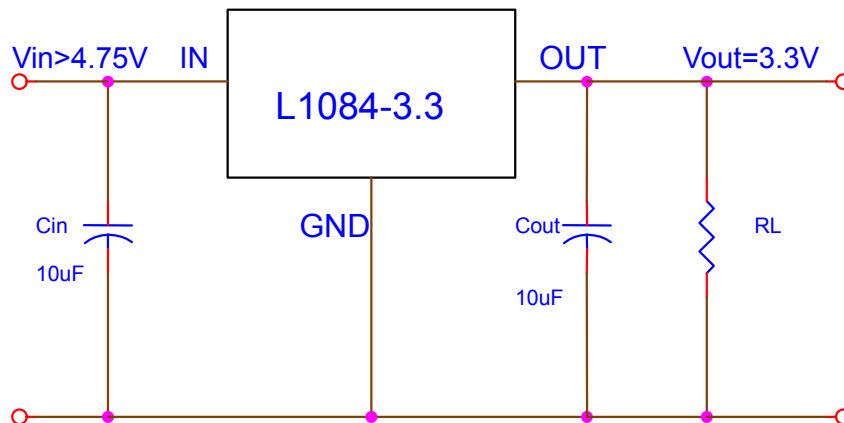 Vin>4.75V
IN
OUT
Vout=3.3V
L1084-3.3
GND
Cin
10uF
Cout
10uF
RL